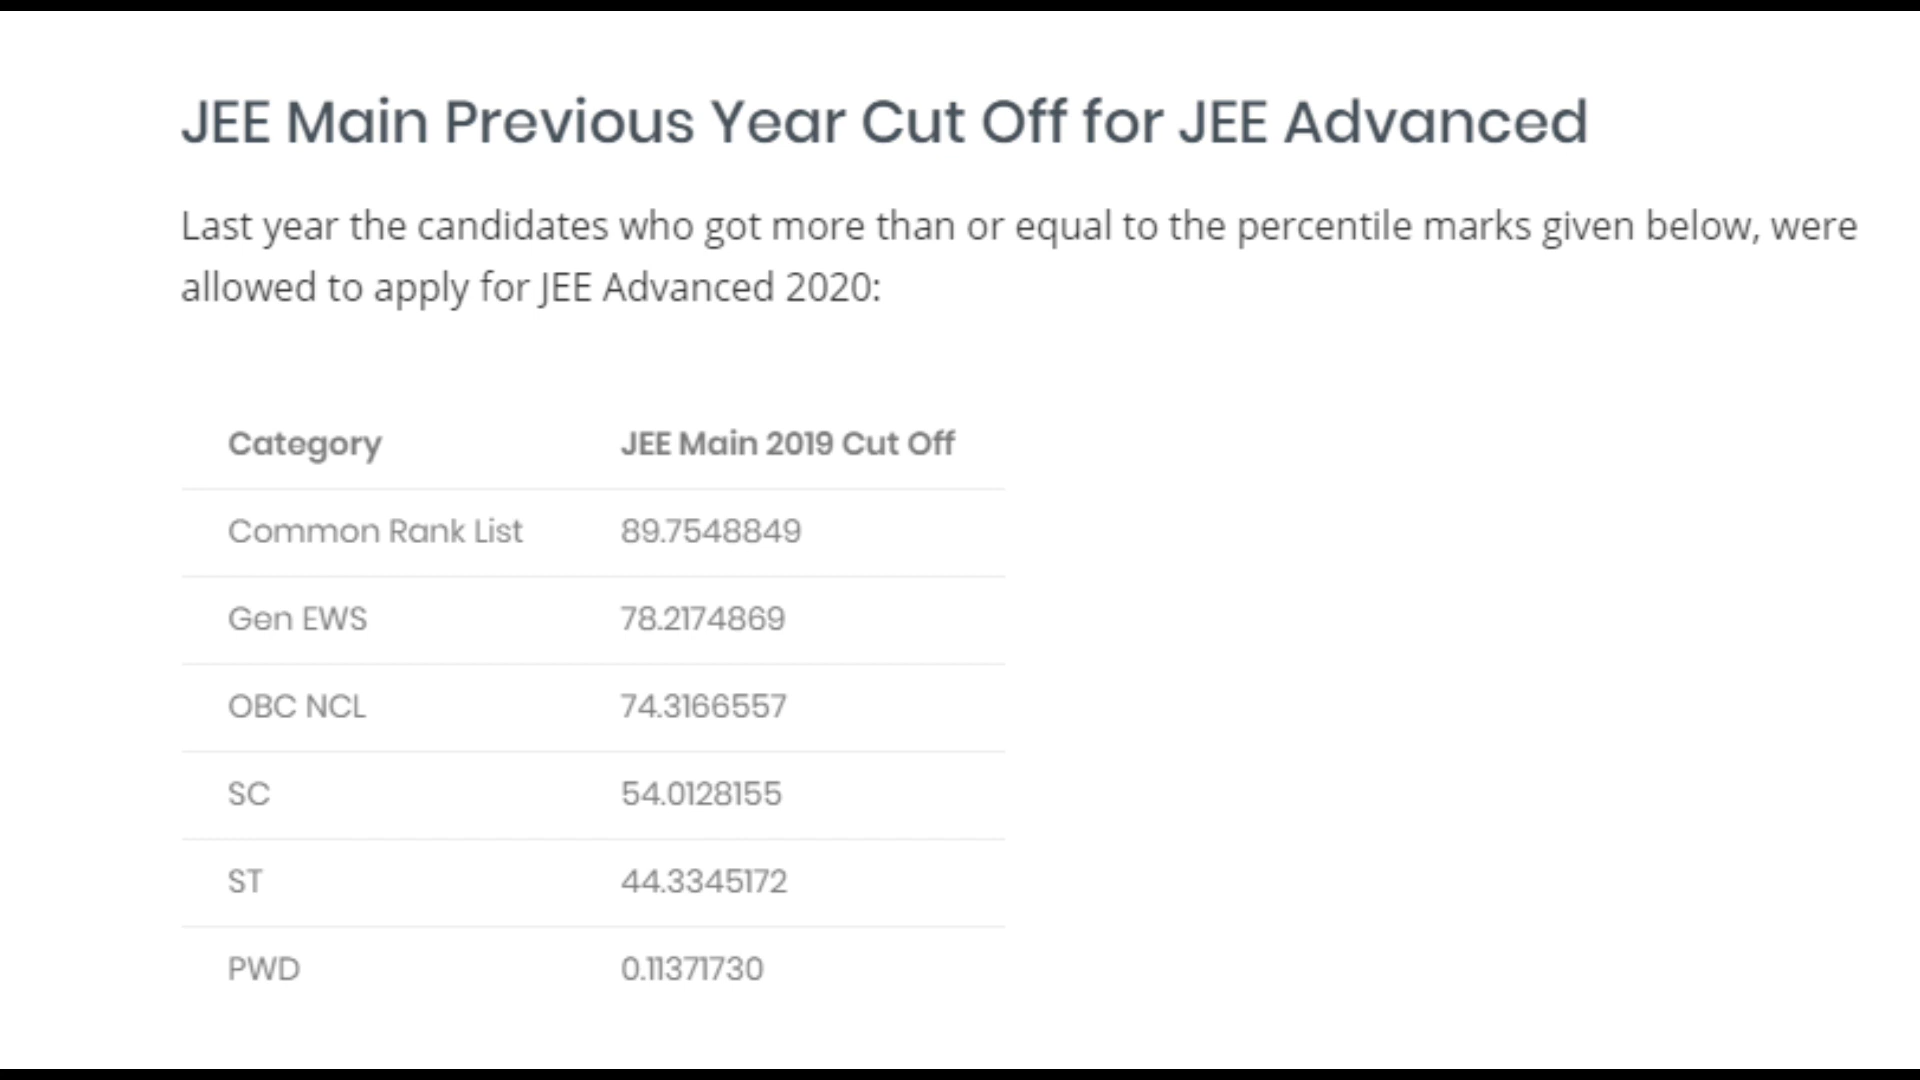 JEE Main Previous Year Cut Off for JEE Advanced
Last year the candidates who got more than or equal to the percentile marks given below, were
allowed to apply for JEE Advanced 2020:
Category JEE Main 2019 Cut Off
Common Rank List 89.7548849
Gen EWS 78.2174869
OBC NCL 74.3166557
SC 54.0128155
ST 44.3345172
PWD 0.11371730